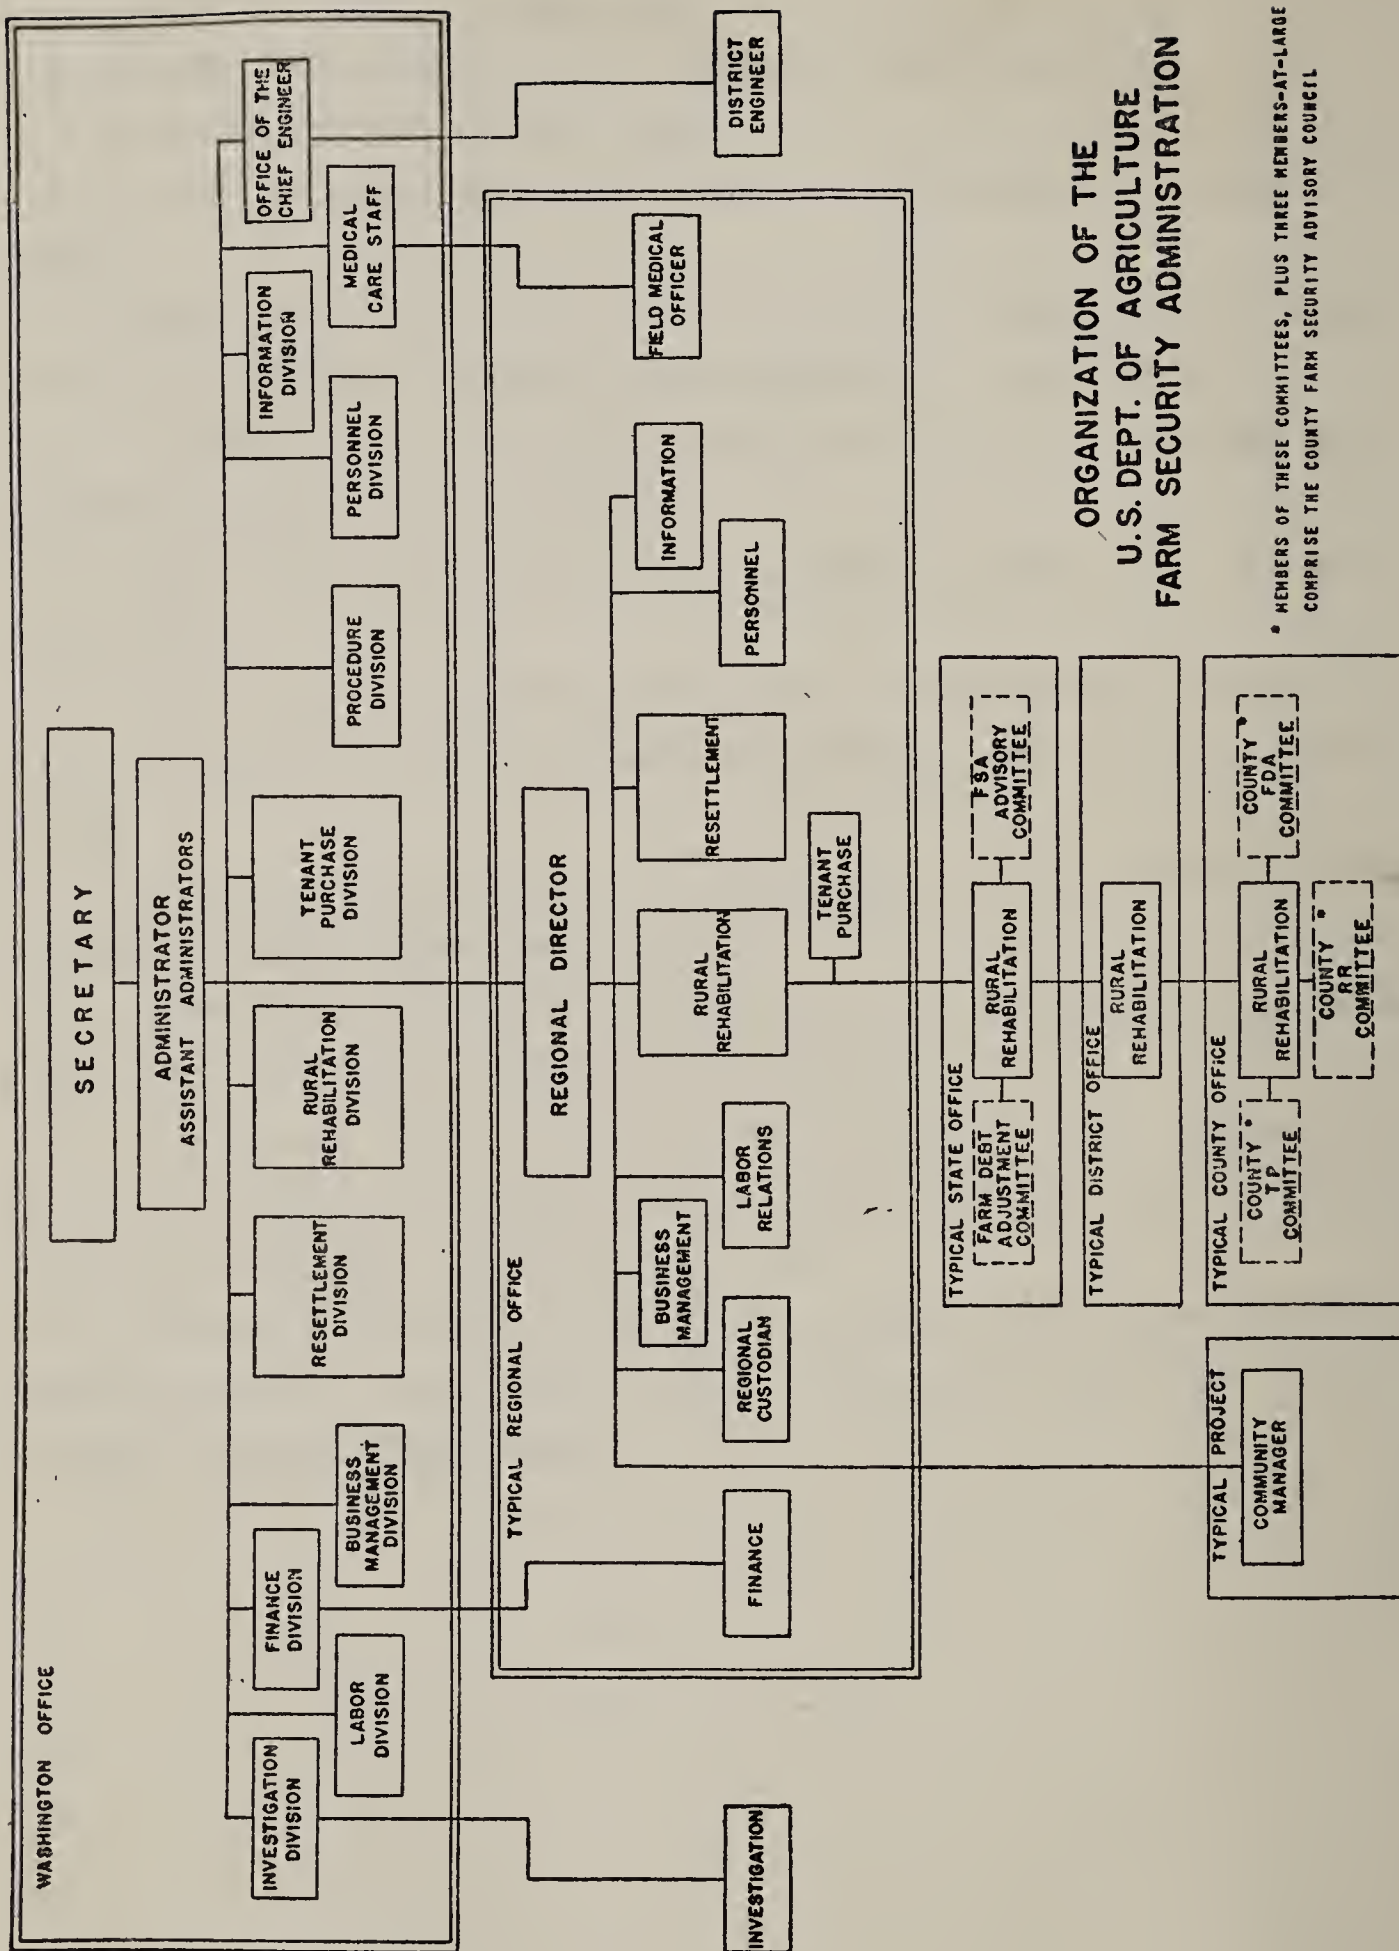 WASHINGTON OFFICE
SECRETARY
ADMINISTRATOR
ASSISTANT ADMINISTRATORS
INVESTIGATION
DIVISION
LABOR
DIVISION
FINANCE
DIVISION
BUSINESS
MANAGEMENT
DIVISION
RESETTLEMENT
DIVISION
RURAL
REHABILITATION
DIVISION
TENANT
PURCHASE
DIVISION
PROCEDURE
DIVISION
PERSONNEL
DIVISION
INFORMATION
DIVISION
MEDICAL
CARE STAFF
OFFICE OF THE
CHIEF ENGINEER
TYPICAL REGIONAL OFFICE
REGIONAL DIRECTOR
INVESTIGATION
FINANCE
REGIONAL
CUSTODIAN
BUSINESS
MANAGEMENT
LABOR
RELATIONS
RURAL
REHABILITATION
TENANT
PURCHASE
RESETTLEMENT
PERSONNEL
INFORMATION
FIELD MEDICAL
OFFICER
DISTRICT
ENGINEER
TYPICAL STATE OFFICE
FARM DEBT
ADJUSTMENT
COMMITTEE
RURAL
REHABILITATION
FSA
ADVISORY
COMMITTEE
TYPICAL DISTRICT OFFICE
RURAL
REHABILITATION
TYPICAL PROJECT
COMMUNITY
MANAGER
TYPICAL COUNTY OFFICE
COUNTY *
TP
COMMITTEE
RURAL
REHABILITATION
COUNTY *
RR
COMMITTEE
COUNTY *
FDA
COMMITTEE
ORGANIZATION OF THE
U.S. DEPT. OF AGRICULTURE
FARM SECURITY ADMINISTRATION
* MEMBERS OF THESE COMMITTEES, PLUS THREE MEMBERS-AT-LARGE
COMPRISE THE COUNTY FARM SECURITY ADVISORY COUNCIL